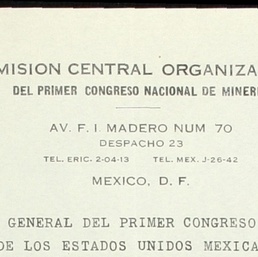 MISION CENTRAL ORGANIZA
DEL PRIMER CONGRESO NACIONAL DE MINERI
AV. F. I. MADERO NUM 70
DESPACHO 23
TEL. ERIC. 2-04-13 TEL. MEX. J-26-42
MEXICO, D. F.
GENERAL DEL PRIMER CONGRESO
DE LOS ESTADOS UNIDOS MEXICA